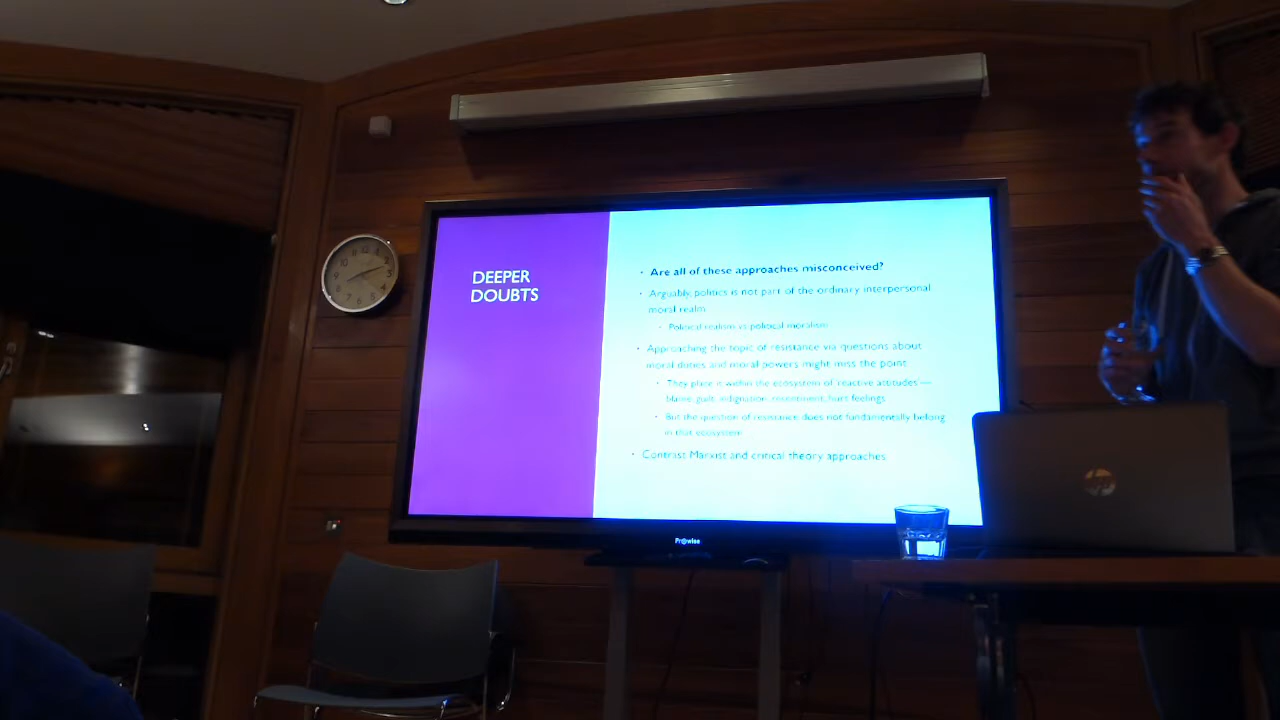 DEEPER
DOUBTS
• Are all of these approaches misconceived?
• Arguably, politics is not part of the ordinary interpersonal
moral realm
• Political realism vs political moralism
• Approaching the topic of resistance via questions about
moral duties and moral powers might miss the point
• They place it within the ecosystem of 'reactive attitudes'—
blame, guilt, indignation, resentment, hurt feelings
• But the question of resistance does not fundamentally belong
in that ecosystem
• Contrast Marxist and critical theory approaches
Prowise
hp